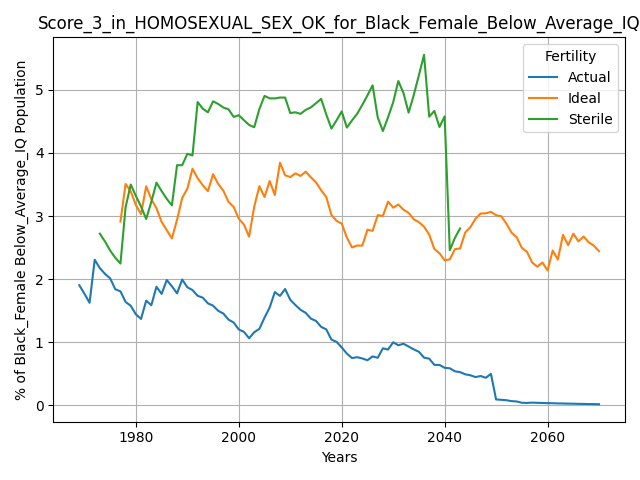 Score_3_in_HOMOSEXUAL_SEX_OK_for_Black_Female_Below_Average_IQ
% of Black_Female Below_Average_IQ Population
5
4
3
2
1
0
Fertility
Actual
Ideal
Sterile
1980 2000 2020 2040 2060
Years